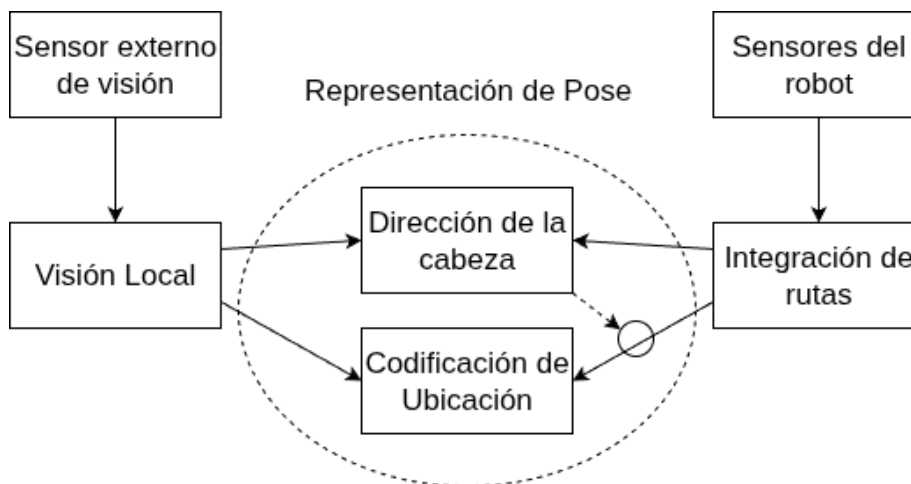 Sensor externo
de visión
Sensores del
robot
Representación de Pose
Dirección de la
cabeza
Visión Local
Integración de
rutas
Codificación de
Ubicación